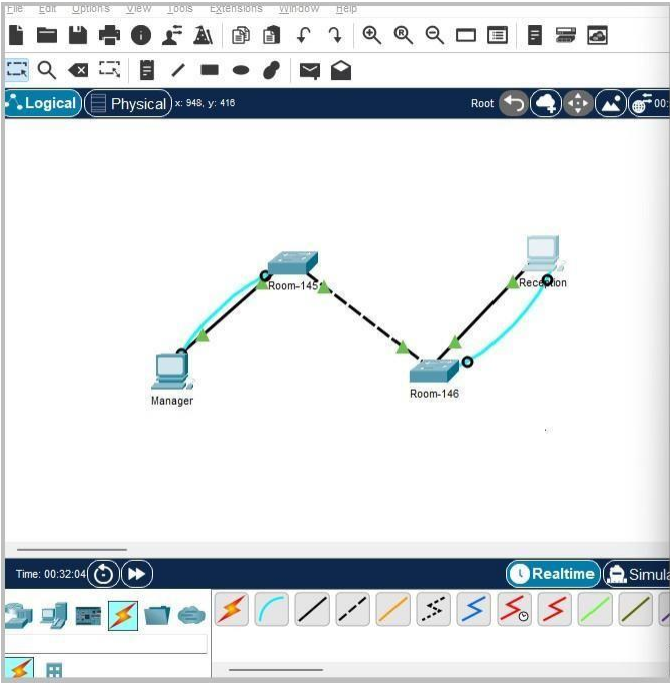 File Edit Options View Tools Extensions Window Help
Logical Physical x: 948, y: 416 Root 00:
Room-145
Reception
Room-146
Manager
Time: 00:32:04 Realtime Simula